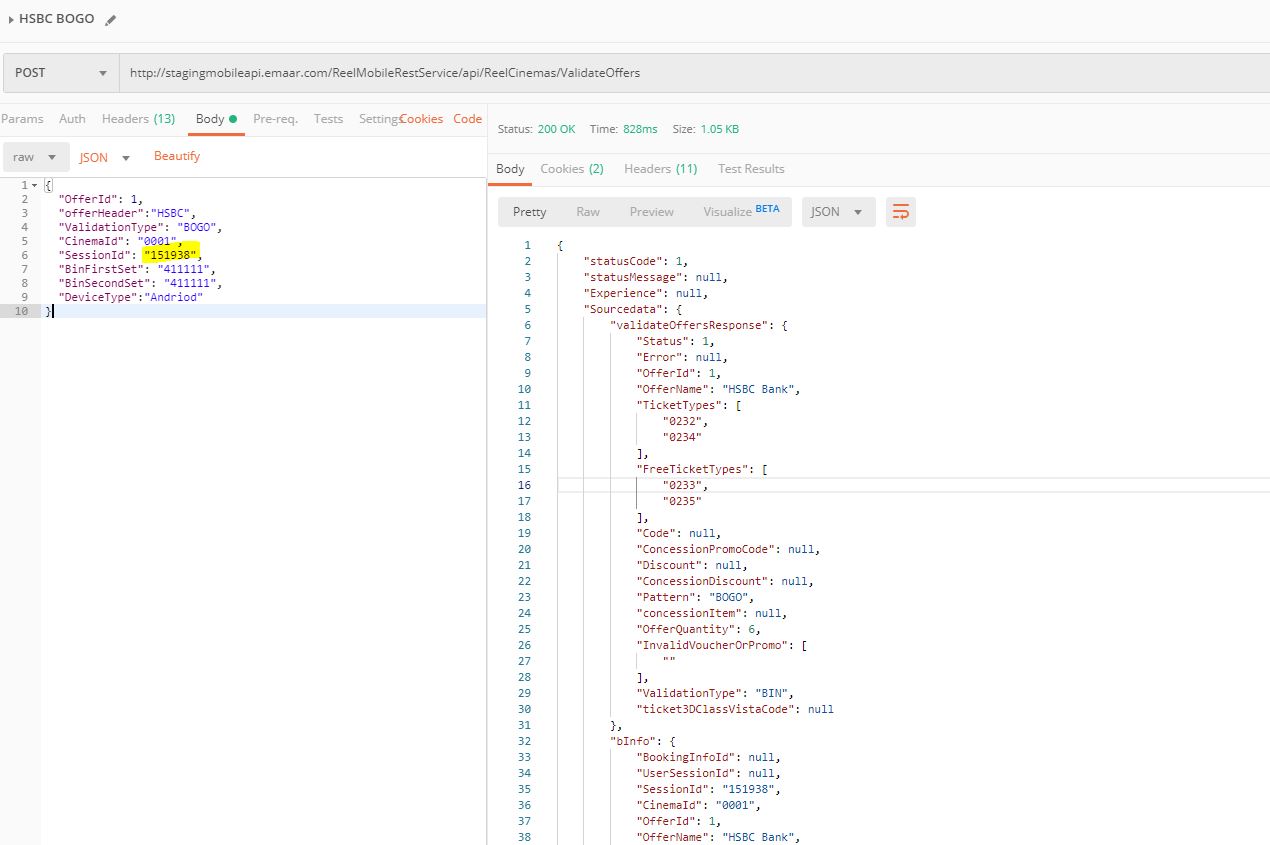 HSBC BOGO
POST
http://stagingmobileapi.emaar.com/ReelMobileRestService/api/ReelCinemas/ValidateOffers
Params Auth Headers (13) Body Pre-req. Tests Settings Cookies Code
raw JSON Beautify
1 {
2 "OfferId": 1,
3 "offerHeader":"HSBC",
4 "ValidationType": "BOGO",
5 "CinemaId": "0001",
6 "SessionId": "151938",
7 "BinFirstSet": "411111",
8 "BinSecondSet": "411111",
9 "DeviceType":"Andriod"
10 }
Status: 200 OK Time: 828ms Size: 1.05 KB
Body Cookies (2) Headers (11) Test Results
Pretty Raw Preview Visualize BETA JSON
1 {
2 "statusCode": 1,
3 "statusMessage": null,
4 "Experience": null,
5 "Sourcedata": {
6 "validateOffersResponse": {
7 "Status": 1,
8 "Error": null,
9 "OfferId": 1,
10 "OfferName": "HSBC Bank",
11 "TicketTypes": [
12 "0232",
13 "0234"
14 ],
15 "FreeTicketTypes": [
16 "0233",
17 "0235"
18 ],
19 "Code": null,
20 "ConcessionPromoCode": null,
21 "Discount": null,
22 "ConcessionDiscount": null,
23 "Pattern": "BOGO",
24 "concessionItem": null,
25 "OfferQuantity": 6,
26 "InvalidVoucherOrPromo": [
27 ""
28 ],
29 "ValidationType": "BIN",
30 "ticket3DClassVistaCode": null
31 },
32 "bInfo": {
33 "BookingInfoId": null,
34 "UserSessionId": null,
35 "SessionId": "151938",
36 "CinemaId": "0001",
37 "OfferId": 1,
38 "OfferName": "HSBC Bank",